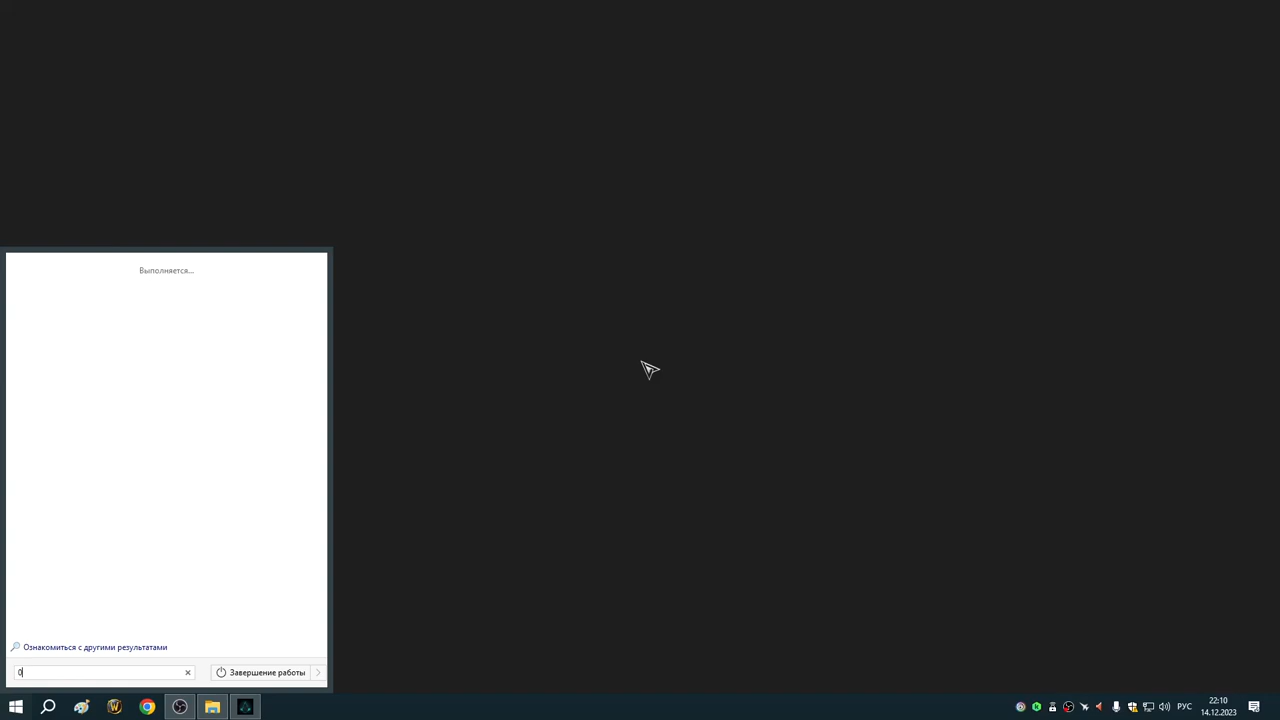 Выполняется...
Ознакомиться с другими результатами
0
Завершение работы
РУС
22:10
14.12.2023